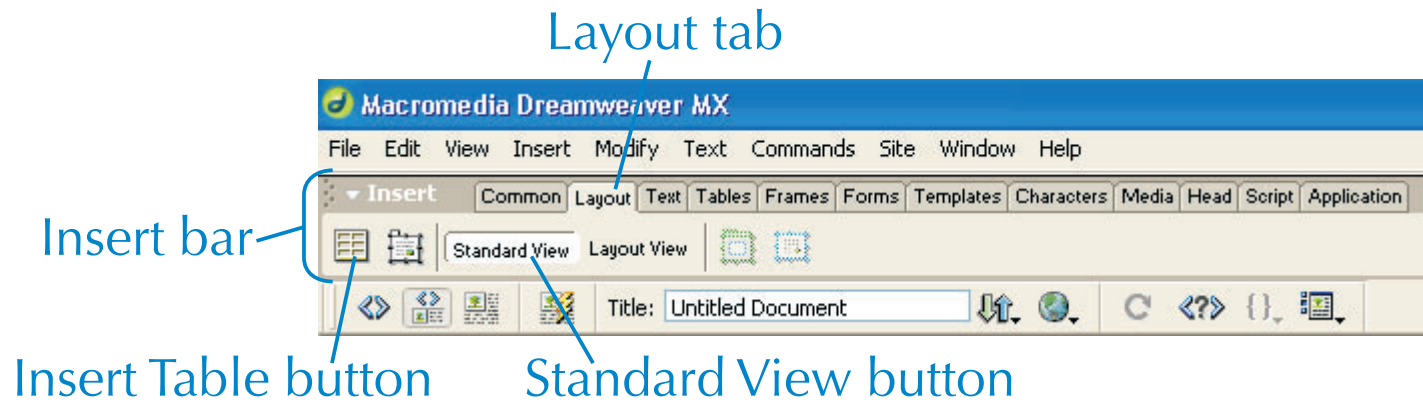 Layout tab
Macromedia Dreamweaver MX
File Edit View Insert Modify Text Commands Site Window Help
Insert Common Layout Text Tables Frames Forms Templates Characters Media Head Script Application
Insert bar
Standard View Layout View
Title: Untitled Document
Insert Table button Standard View button